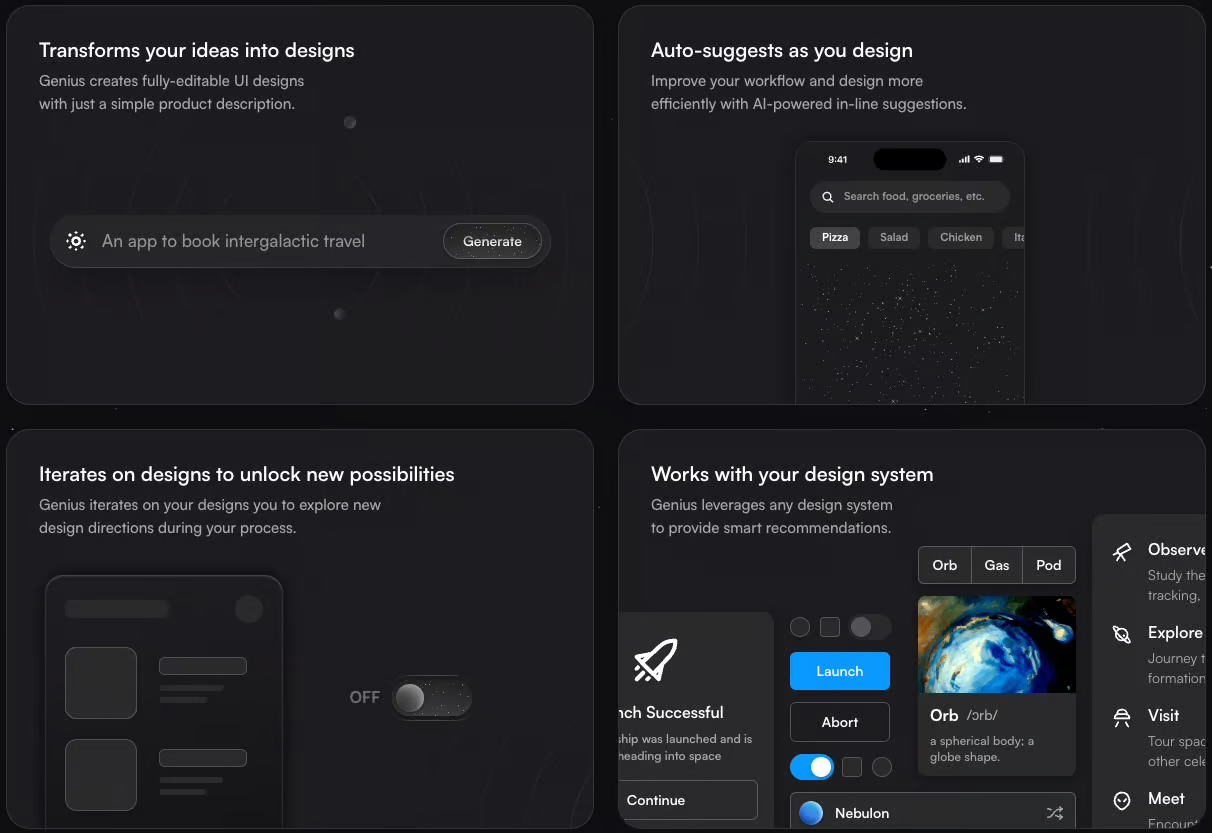 Transforms your ideas into designs
Genius creates fully-editable UI designs
with just a simple product description.
An app to book intergalactic travel
Generate
Auto-suggests as you design
Improve your workflow and design more
efficiently with AI-powered in-line suggestions.
9:41
Search food, groceries, etc.
Pizza
Salad
Chicken
Iterates on designs to unlock new possibilities
Genius iterates on your designs you to explore new
design directions during your process.
OFF
Works with your design system
Genius leverages any design system
to provide smart recommendations.
nch Successful
ship was launched and is
heading into space
Continue
Launch
Abort
Nebulon
Orb
Gas
Pod
Orb /ɔrb/
a spherical body; a
globe shape.
Observe
Study the
tracking,
Explore
Journey t
formation
Visit
Tour spac
other cele
Meet
Encount